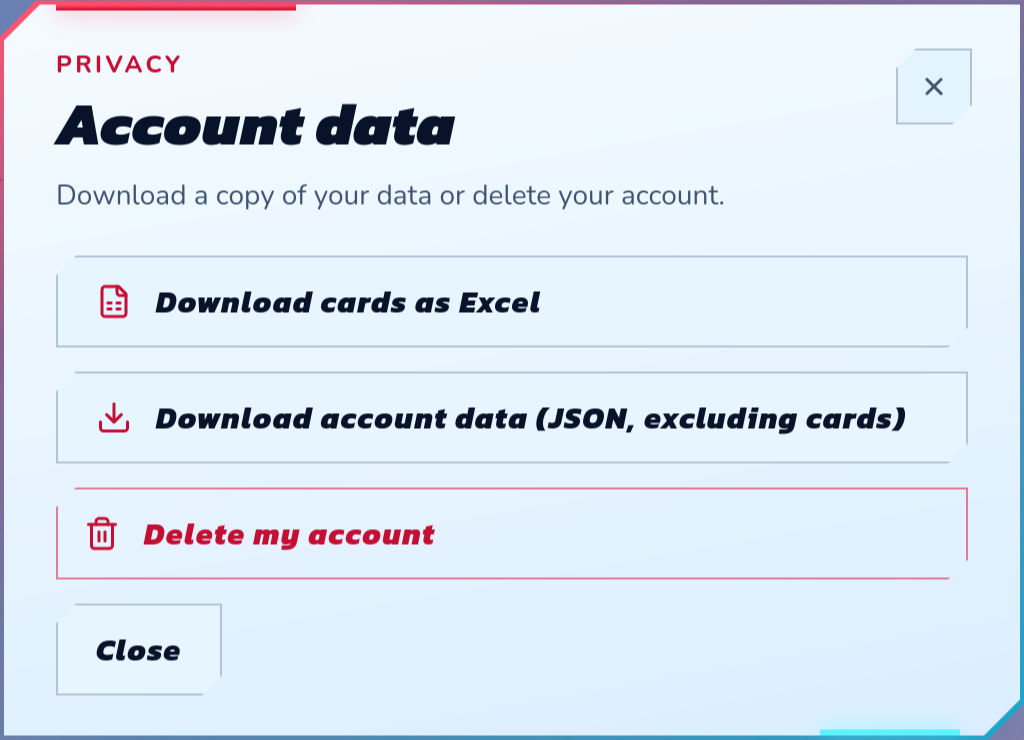 PRIVACY
Account data
Download a copy of your data or delete your account.
Download cards as Excel
Download account data (JSON, excluding cards)
Delete my account
Close